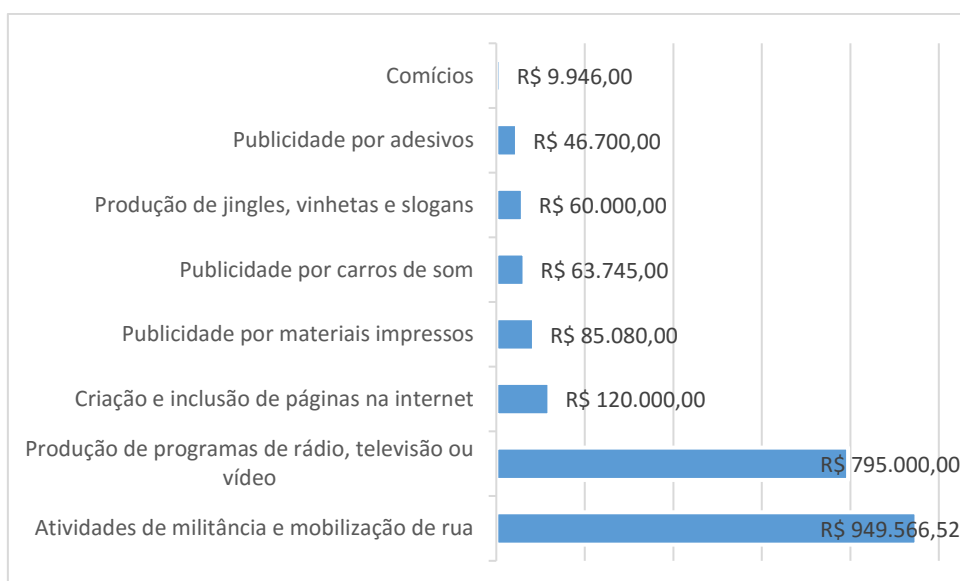 Comícios R$ 9.946,00
Publicidade por adesivos R$ 46.700,00
Produção de jingles, vinhetas e slogans R$ 60.000,00
Publicidade por carros de som R$ 63.745,00
Publicidade por materiais impressos R$ 85.080,00
Criação e inclusão de páginas na internet R$ 120.000,00
Produção de programas de rádio, televisão ou
vídeo R$ 795.000,00
Atividades de militância e mobilização de rua R$ 949.566,52